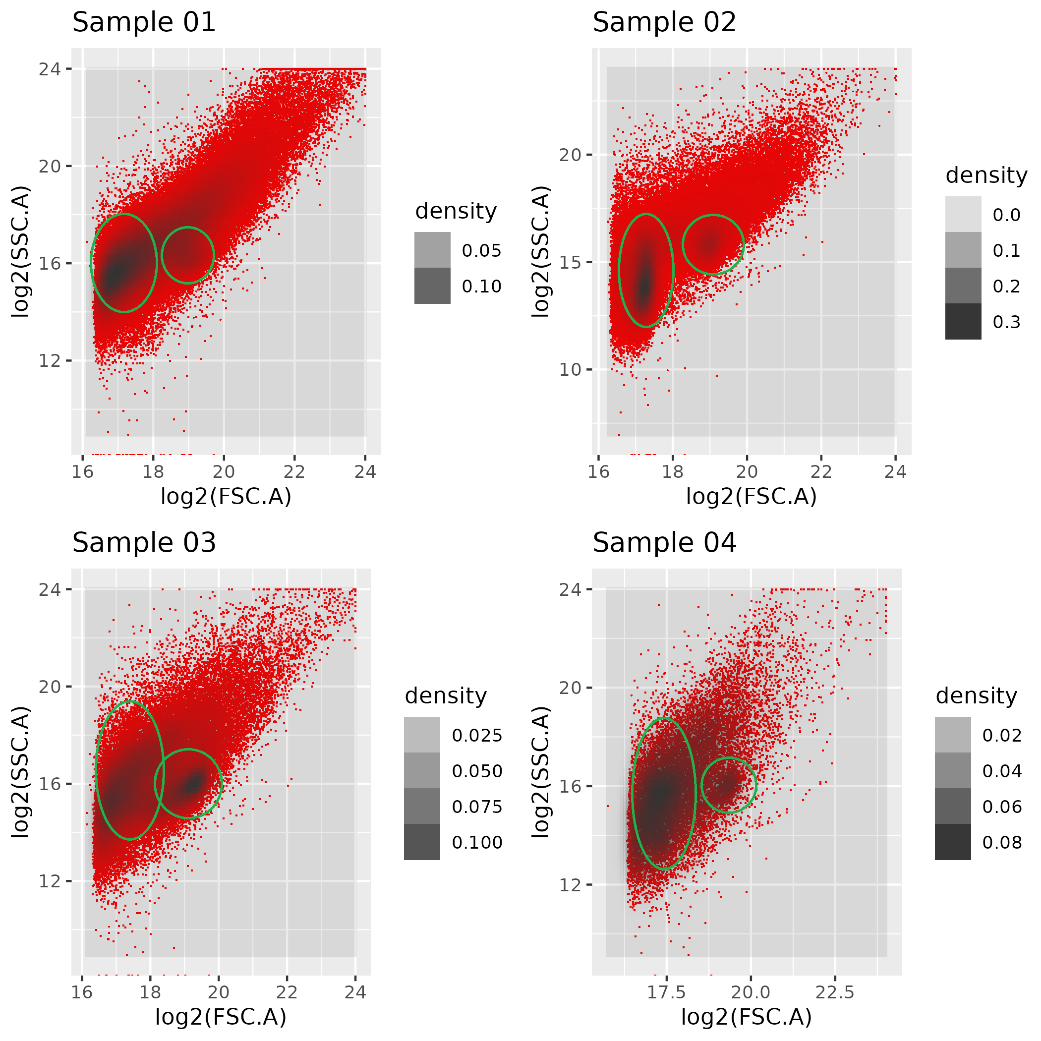 Sample 01
24
20
16
12
16 18 20 22 24
log2(FSC.A)
log2(SSC.A)
density
0.05
0.10
Sample 02
20
15
10
16 18 20 22 24
log2(FSC.A)
log2(SSC.A)
density
0.0
0.1
0.2
0.3
Sample 03
24
20
16
12
16 18 20 22 24
log2(FSC.A)
log2(SSC.A)
density
0.025
0.050
0.075
0.100
Sample 04
24
20
16
12
17.5 20.0 22.5
log2(FSC.A)
log2(SSC.A)
density
0.02
0.04
0.06
0.08